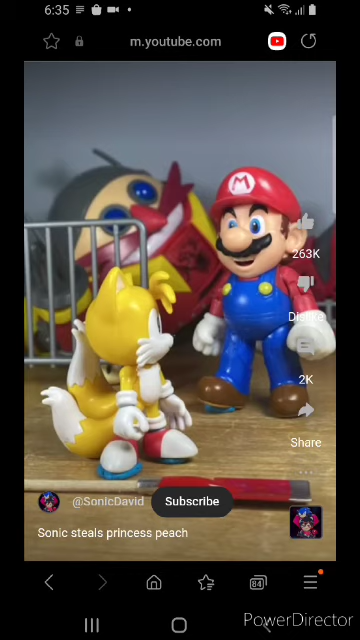 6:35
m.youtube.com
M
263K
Dislike
2K
Share
@SonicDavid
Subscribe
Sonic steals princess peach
84
PowerDirector